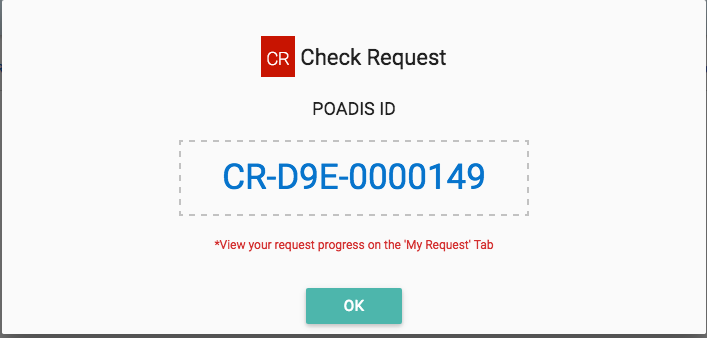 CR Check Request
POADIS ID
CR-D9E-0000149
*View your request progress on the 'My Request' Tab
OK